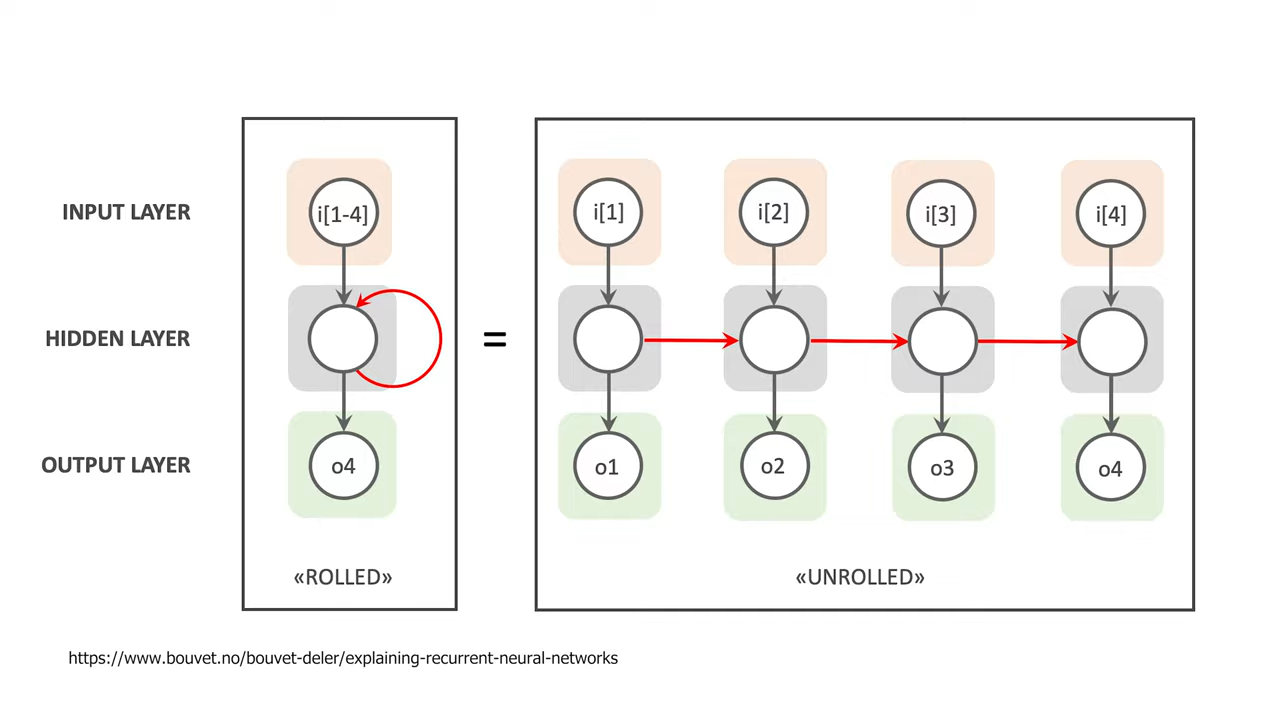 INPUT LAYER
i[1-4]
i[1]
i[2]
i[3]
i[4]
HIDDEN LAYER
=
OUTPUT LAYER
o4
o1
o2
o3
o4
«ROLLED»
«UNROLLED»
https://www.bouvet.no/bouvet-deler/explaining-recurrent-neural-networks